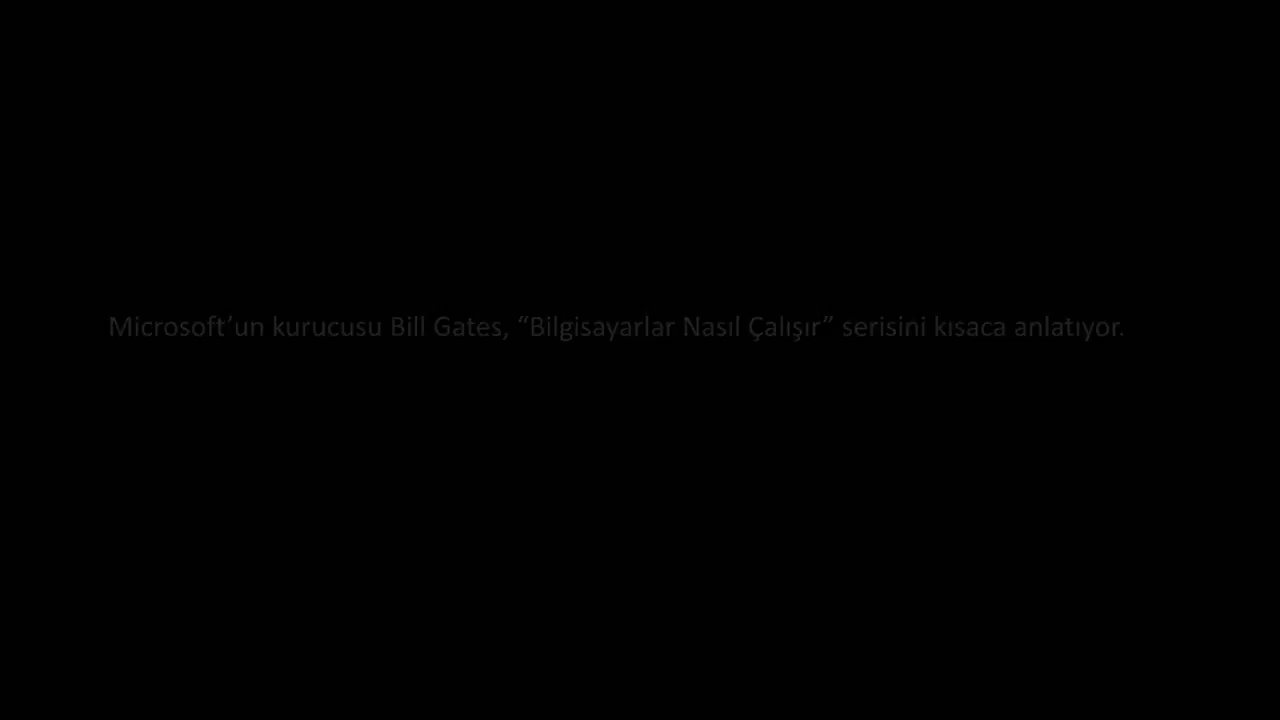 Microsoft’un kurucusu Bill Gates, “Bilgisayarlar Nasıl Çalışır” serisini kısaca anlatıyor.